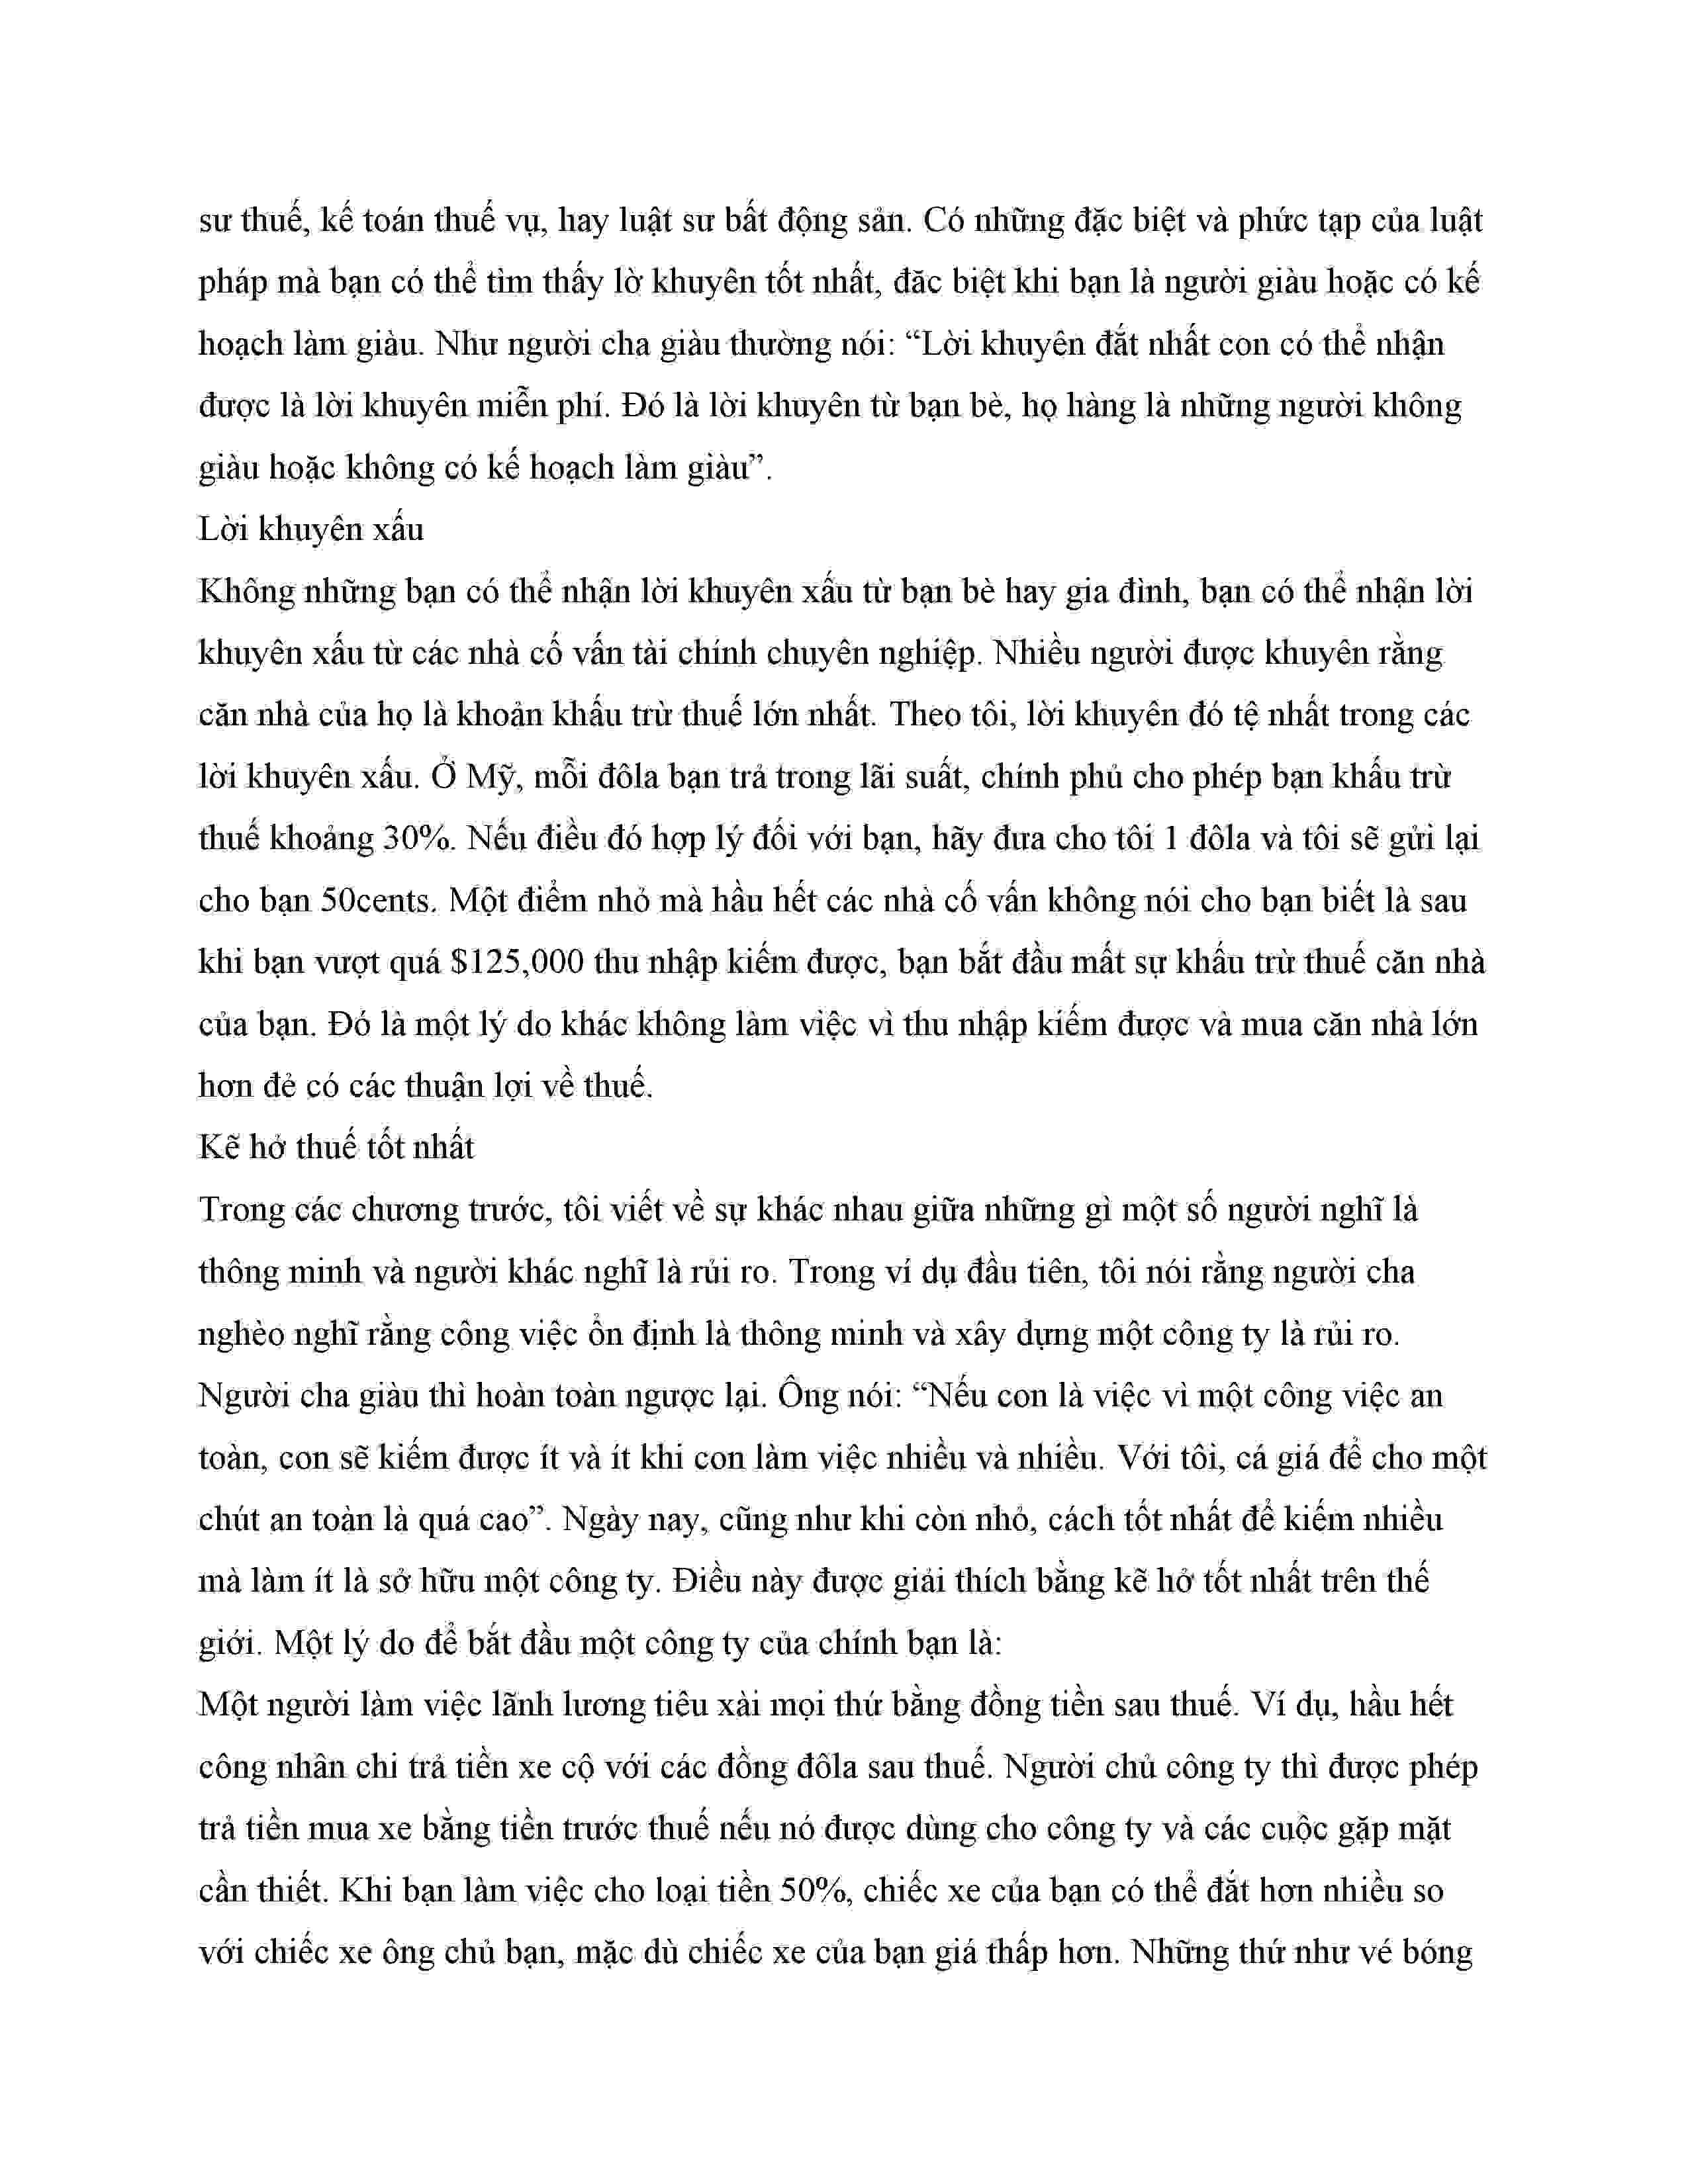 sư thuế, kế toán thuế vụ, hay luật sư bất động sản. Có những đặc biệt và phức tạp của luật
pháp mà bạn có thể tìm thấy lờ khuyên tốt nhất, đăc biệt khi bạn là người giàu hoặc có kế
hoạch làm giàu. Như người cha giàu thường nói: “Lời khuyên đắt nhất con có thể nhận
được là lời khuyên miễn phí. Đó là lời khuyên từ bạn bè, họ hàng là những người không
giàu hoặc không có kế hoạch làm giàu”.
Lời khuyên xấu
Không những bạn có thể nhận lời khuyên xấu từ bạn bè hay gia đình, bạn có thể nhận lời
khuyên xấu từ các nhà cố vấn tài chính chuyên nghiệp. Nhiều người được khuyên rằng
căn nhà của họ là khoản khấu trừ thuế lớn nhất. Theo tôi, lời khuyên đó tệ nhất trong các
lời khuyên xấu. Ở Mỹ, mỗi đôla bạn trả trong lãi suất, chính phủ cho phép bạn khấu trừ
thuế khoảng 30%. Nếu điều đó hợp lý đối với bạn, hãy đưa cho tôi 1 đôla và tôi sẽ gửi lại
cho bạn 50cents. Một điểm nhỏ mà hầu hết các nhà cố vấn không nói cho bạn biết là sau
khi bạn vượt quá $125,000 thu nhập kiếm được, bạn bắt đầu mất sự khấu trừ thuế căn nhà
của bạn. Đó là một lý do khác không làm việc vì thu nhập kiếm được và mua căn nhà lớn
hơn đẻ có các thuận lợi về thuế.
Kẽ hở thuế tốt nhất
Trong các chương trước, tôi viết về sự khác nhau giữa những gì một số người nghĩ là
thông minh và người khác nghĩ là rủi ro. Trong ví dụ đầu tiên, tôi nói rằng người cha
nghèo nghĩ rằng công việc ổn định là thông minh và xây dựng một công ty là rủi ro.
Người cha giàu thì hoàn toàn ngược lại. Ông nói: “Nếu con là việc vì một công việc an
toàn, con sẽ kiếm được ít và ít khi con làm việc nhiều và nhiều. Với tôi, cá giá để cho một
chút an toàn là quá cao”. Ngày nay, cũng như khi còn nhỏ, cách tốt nhất để kiếm nhiều
mà làm ít là sở hữu một công ty. Điều này được giải thích bằng kẽ hở tốt nhất trên thế
giới. Một lý do để bắt đầu một công ty của chính bạn là:
Một người làm việc lãnh lương tiêu xài mọi thứ bằng đồng tiền sau thuế. Ví dụ, hầu hết
công nhân chi trả tiền xe cộ với các đồng đôla sau thuế. Người chủ công ty thì được phép
trả tiền mua xe bằng tiền trước thuế nếu nó được dùng cho công ty và các cuộc gặp mặt
cần thiết. Khi bạn làm việc cho loại tiền 50%, chiếc xe của bạn có thể đắt hơn nhiều so
với chiếc xe ông chủ bạn, mặc dù chiếc xe của bạn giá thấp hơn. Những thứ như vé bóng